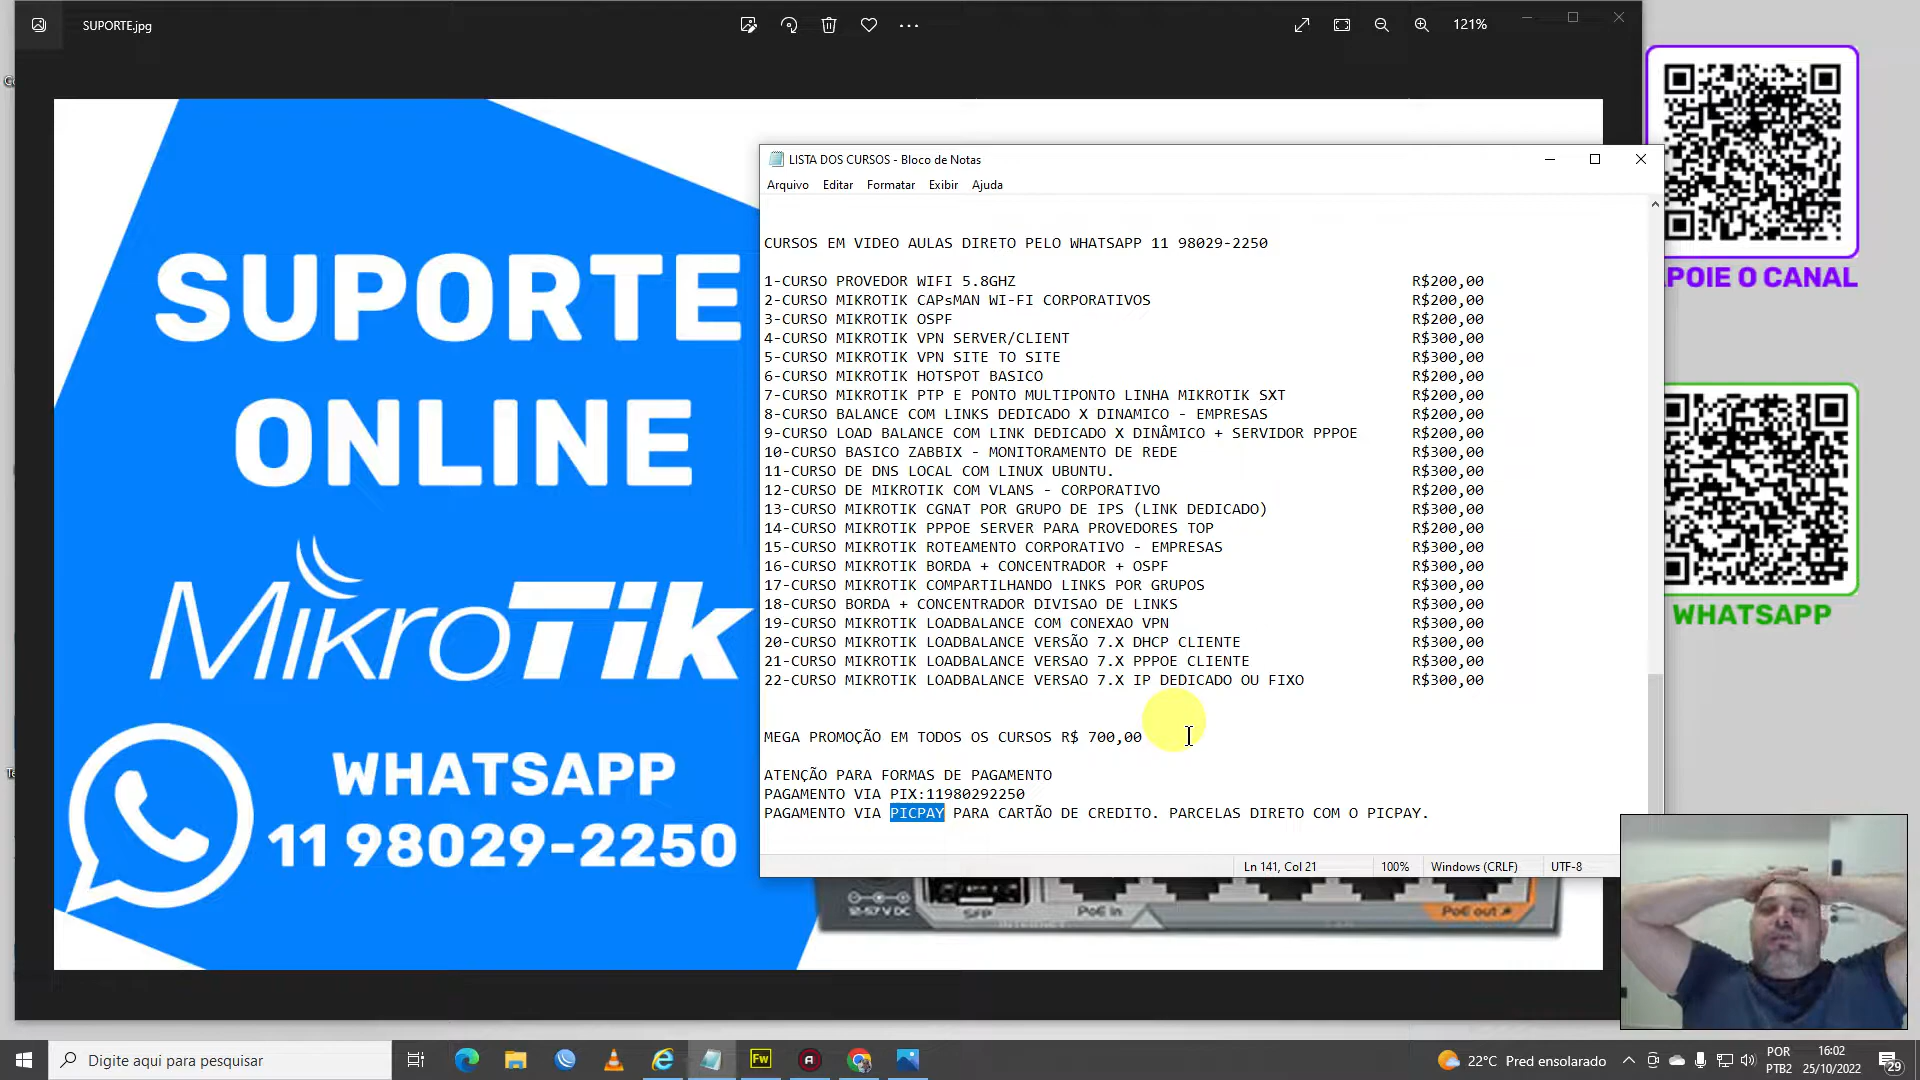 SUPORTE.jpg
121%
SUPORTE
ONLINE
MikroTik
WHATSAPP
11 98029-2250
LISTA DOS CURSOS - Bloco de Notas
Arquivo Editar Formatar Exibir Ajuda
CURSOS EM VIDEO AULAS DIRETO PELO WHATSAPP 11 98029-2250
1-CURSO PROVEDOR WIFI 5.8GHZ R$200,00
2-CURSO MIKROTIK CAPsMAN WI-FI CORPORATIVOS R$200,00
3-CURSO MIKROTIK OSPF R$200,00
4-CURSO MIKROTIK VPN SERVER/CLIENT R$300,00
5-CURSO MIKROTIK VPN SITE TO SITE R$300,00
6-CURSO MIKROTIK HOTSPOT BASICO R$200,00
7-CURSO MIKROTIK PTP E PONTO MULTIPONTO LINHA MIKROTIK SXT R$200,00
8-CURSO BALANCE COM LINKS DEDICADO X DINAMICO - EMPRESAS R$200,00
9-CURSO LOAD BALANCE COM LINK DEDICADO X DINÂMICO + SERVIDOR PPPOE R$200,00
10-CURSO BASICO ZABBIX - MONITORAMENTO DE REDE R$300,00
11-CURSO DE DNS LOCAL COM LINUX UBUNTU. R$300,00
12-CURSO DE MIKROTIK COM VLANS - CORPORATIVO R$200,00
13-CURSO MIKROTIK CGNAT POR GRUPO DE IPS (LINK DEDICADO) R$300,00
14-CURSO MIKROTIK PPPOE SERVER PARA PROVEDORES TOP R$200,00
15-CURSO MIKROTIK ROTEAMENTO CORPORATIVO - EMPRESAS R$300,00
16-CURSO MIKROTIK BORDA + CONCENTRADOR + OSPF R$300,00
17-CURSO MIKROTIK COMPARTILHANDO LINKS POR GRUPOS R$300,00
18-CURSO BORDA + CONCENTRADOR DIVISAO DE LINKS R$300,00
19-CURSO MIKROTIK LOADBALANCE COM CONEXAO VPN R$300,00
20-CURSO MIKROTIK LOADBALANCE VERSÃO 7.X DHCP CLIENTE R$300,00
21-CURSO MIKROTIK LOADBALANCE VERSAO 7.X PPPOE CLIENTE R$300,00
22-CURSO MIKROTIK LOADBALANCE VERSAO 7.X IP DEDICADO OU FIXO R$300,00
MEGA PROMOÇÃO EM TODOS OS CURSOS R$ 700,00
ATENÇÃO PARA FORMAS DE PAGAMENTO
PAGAMENTO VIA PIX:11980292250
PAGAMENTO VIA PICPAY PARA CARTÃO DE CREDITO. PARCELAS DIRETO COM O PICPAY.
Ln 141, Col 21 100% Windows (CRLF) UTF-8
12-57 V DC SFP PoE in PoE out
POIE O CANAL
WHATSAPP
Digite aqui para pesquisar
Fw
22°C Pred ensolarado
POR
PTB2
16:02
25/10/2022
29